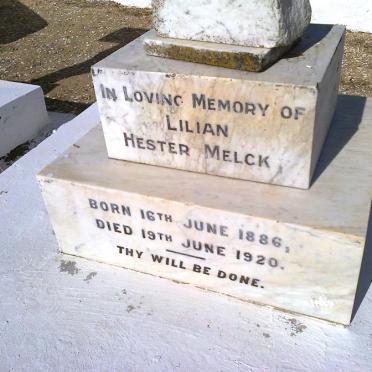 In Loving Memory of
Lilian
Hester Melck
Born 16th June 1886,
Died 19th June 1920.
Thy will be done.